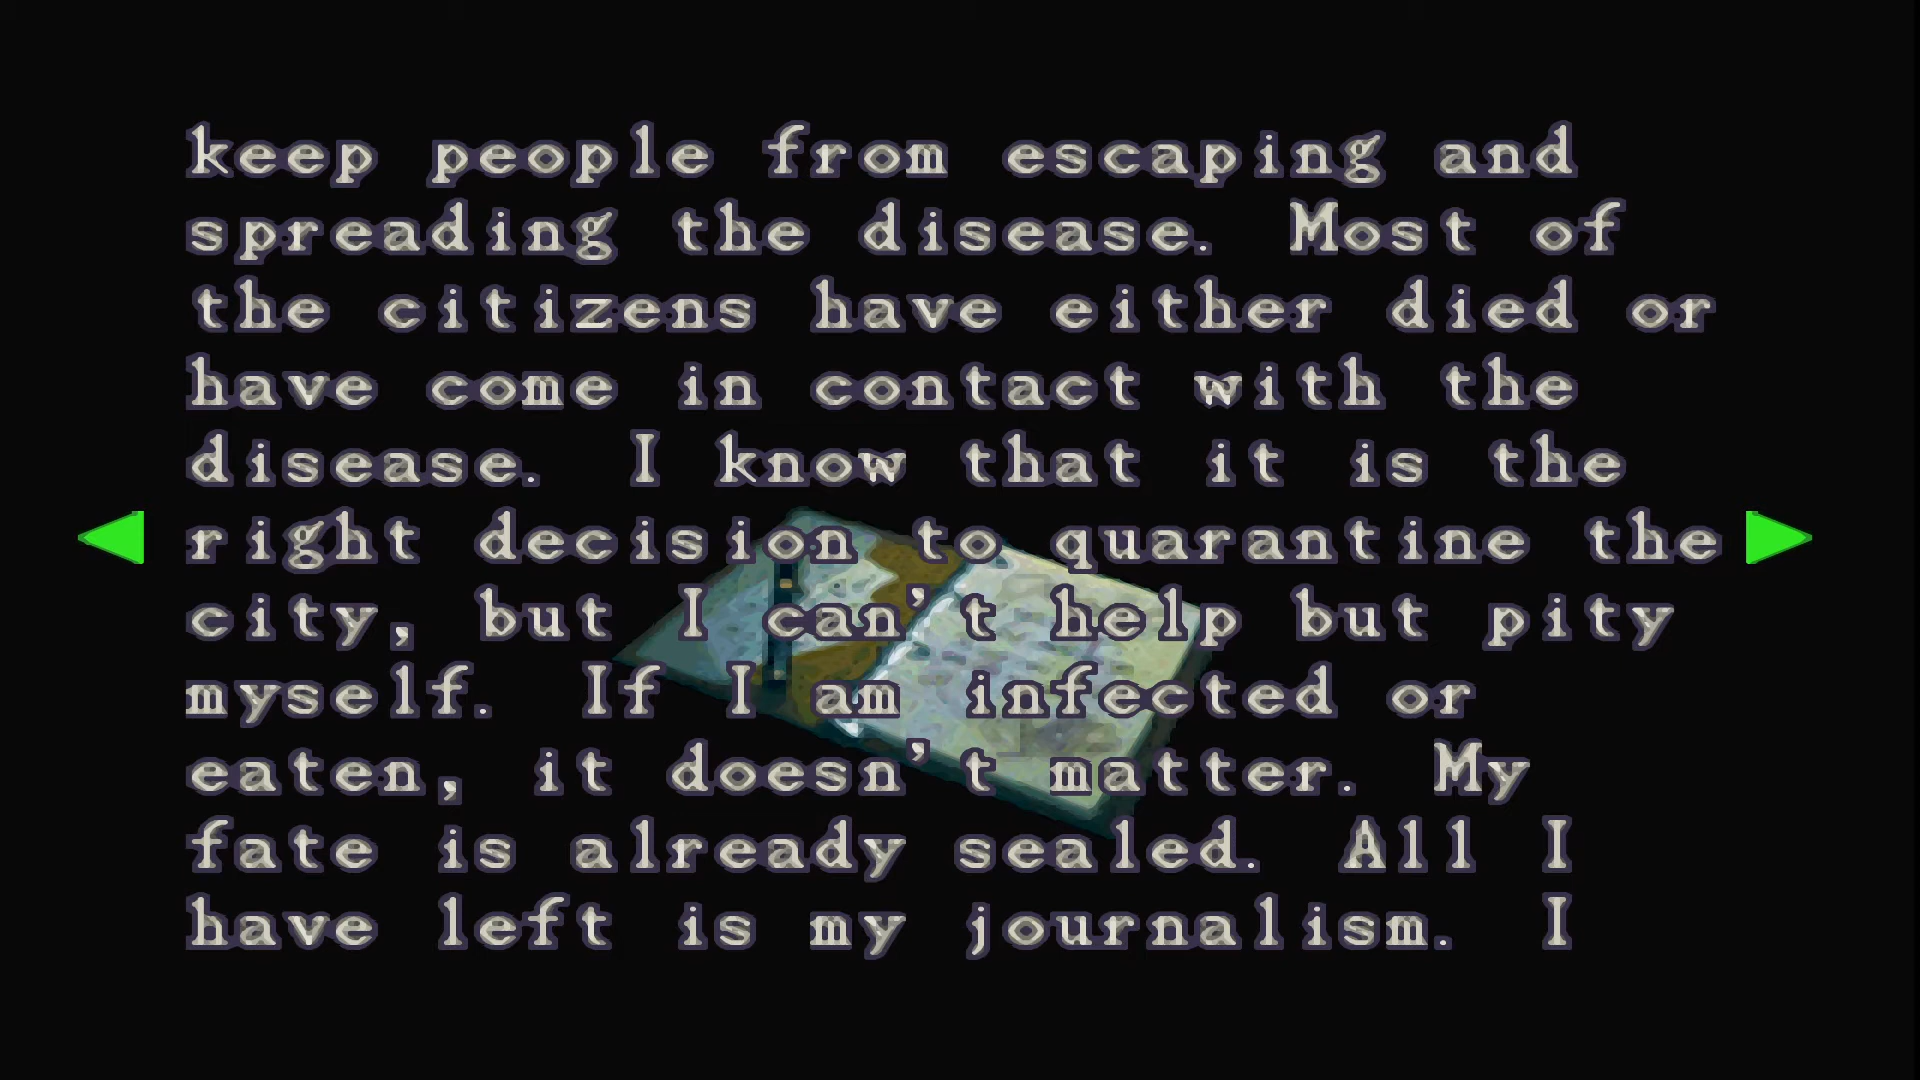 keep people from escaping and
spreading the disease. Most of
the citizens have either died or
have come in contact with the
disease. I know that it is the
right decision to quarantine the
city, but I can't help but pity
myself. If I am infected or
eaten, it doesn't matter. My
fate is already sealed. All I
have left is my journalism. I